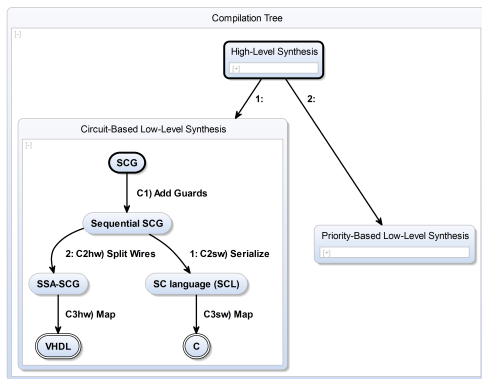 Compilation Tree
[-]
High-Level Synthesis
[+]
1:
2:
Circuit-Based Low-Level Synthesis
[-]
SCG
C1) Add Guards
Sequential SCG
2: C2hw) Split Wires
1: C2sw) Serialize
SSA-SCG
SC language (SCL)
C3hw) Map
C3sw) Map
VHDL
C
Priority-Based Low-Level Synthesis
[+]